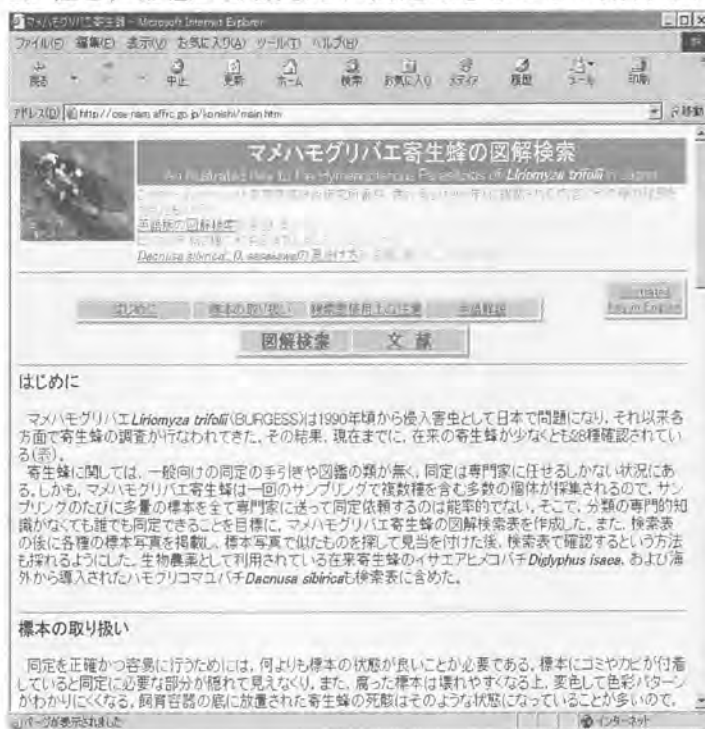 マメハモグリバエ寄生蜂 - Microsoft Internet Explorer
ファイル(F) 編集(E) 表示(V) お気に入り(A) ツール(T) ヘルプ(H)
戻る 中止 更新 ホーム 検索 お気に入り メディア 履歴 メール 印刷
アドレス(D) http://cse.niaes.affrc.go.jp/konishi/main.htm 移動
マメハモグリバエ寄生蜂の図解検索
An Illustrated Key to the Hymenopterous Parasitoids of Liriomyza trifolii in Japan
英語版の図解検索
Dacnusa sibirica, D. の見分け方
はじめに 標本の取り扱い 検索表使用上の注意 用語解説 Illustrated Key in English
図解検索 文 献
はじめに
マメハモグリバエLiriomyza trifolii(BURGESS)は1990年頃から侵入害虫として日本で問題になり、それ以来各
方面で寄生蜂の調査が行なわれてきた。その結果、現在までに、在来の寄生蜂が少なくとも28種確認されてい
る(表)。
寄生蜂に関しては、一般向けの同定の手引きや図鑑の類が無く、同定は専門家に任せるしかない状況にあ
る。しかも、マメハモグリバエ寄生蜂は一回のサンプリングで複数種を含む多数の個体が採集されるので、サン
プリングのたびに多量の標本を全て専門家に送って同定依頼するのは能率的でない。そこで、分類の専門的知
識がなくても誰でも同定できることを目標に、マメハモグリバエ寄生蜂の図解検索表を作成した。また、検索表
の後に各種の標本写真を掲載し、標本写真で似たものを探して見当を付けた後、検索表で確認するという方法
も採れるようにした。生物農薬として利用されている在来寄生蜂のイサエアヒメコバチDiglyphus isaea、および海
外から導入されたハモグリコマユバチDacnusa sibiricaも検索表に含めた。
標本の取り扱い
同定を正確かつ容易に行うためには、何よりも標本の状態が良いことが必要である。標本にゴミやカビが付着
していると同定に必要な部分が隠れて見えなくり、また、腐った標本は壊れやすくなる上、変色して色彩パターン
がわかりにくくなる。飼育容器の底に放置された寄生蜂の死骸はそのような状態になっていることが多いので、
ページが表示されました インターネット